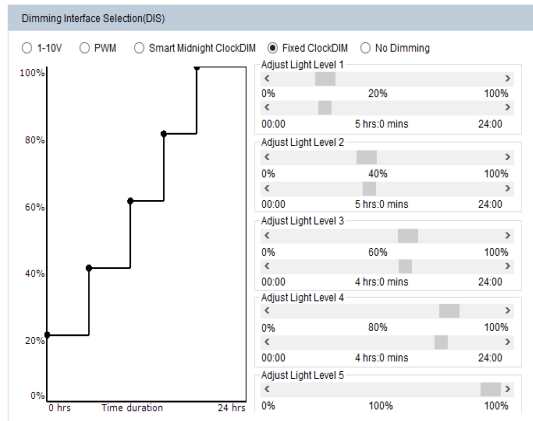 Dimming Interface Selection(DIS)
1-10V PWM Smart Midnight ClockDIM Fixed ClockDIM No Dimming
100%
80%
60%
40%
20%
0%
0 hrs Time duration 24 hrs
Adjust Light Level 1
0% 20% 100%
00:00 5 hrs:0 mins 24:00
Adjust Light Level 2
0% 40% 100%
00:00 5 hrs:0 mins 24:00
Adjust Light Level 3
0% 60% 100%
00:00 4 hrs:0 mins 24:00
Adjust Light Level 4
0% 80% 100%
00:00 4 hrs:0 mins 24:00
Adjust Light Level 5
0% 100% 100%